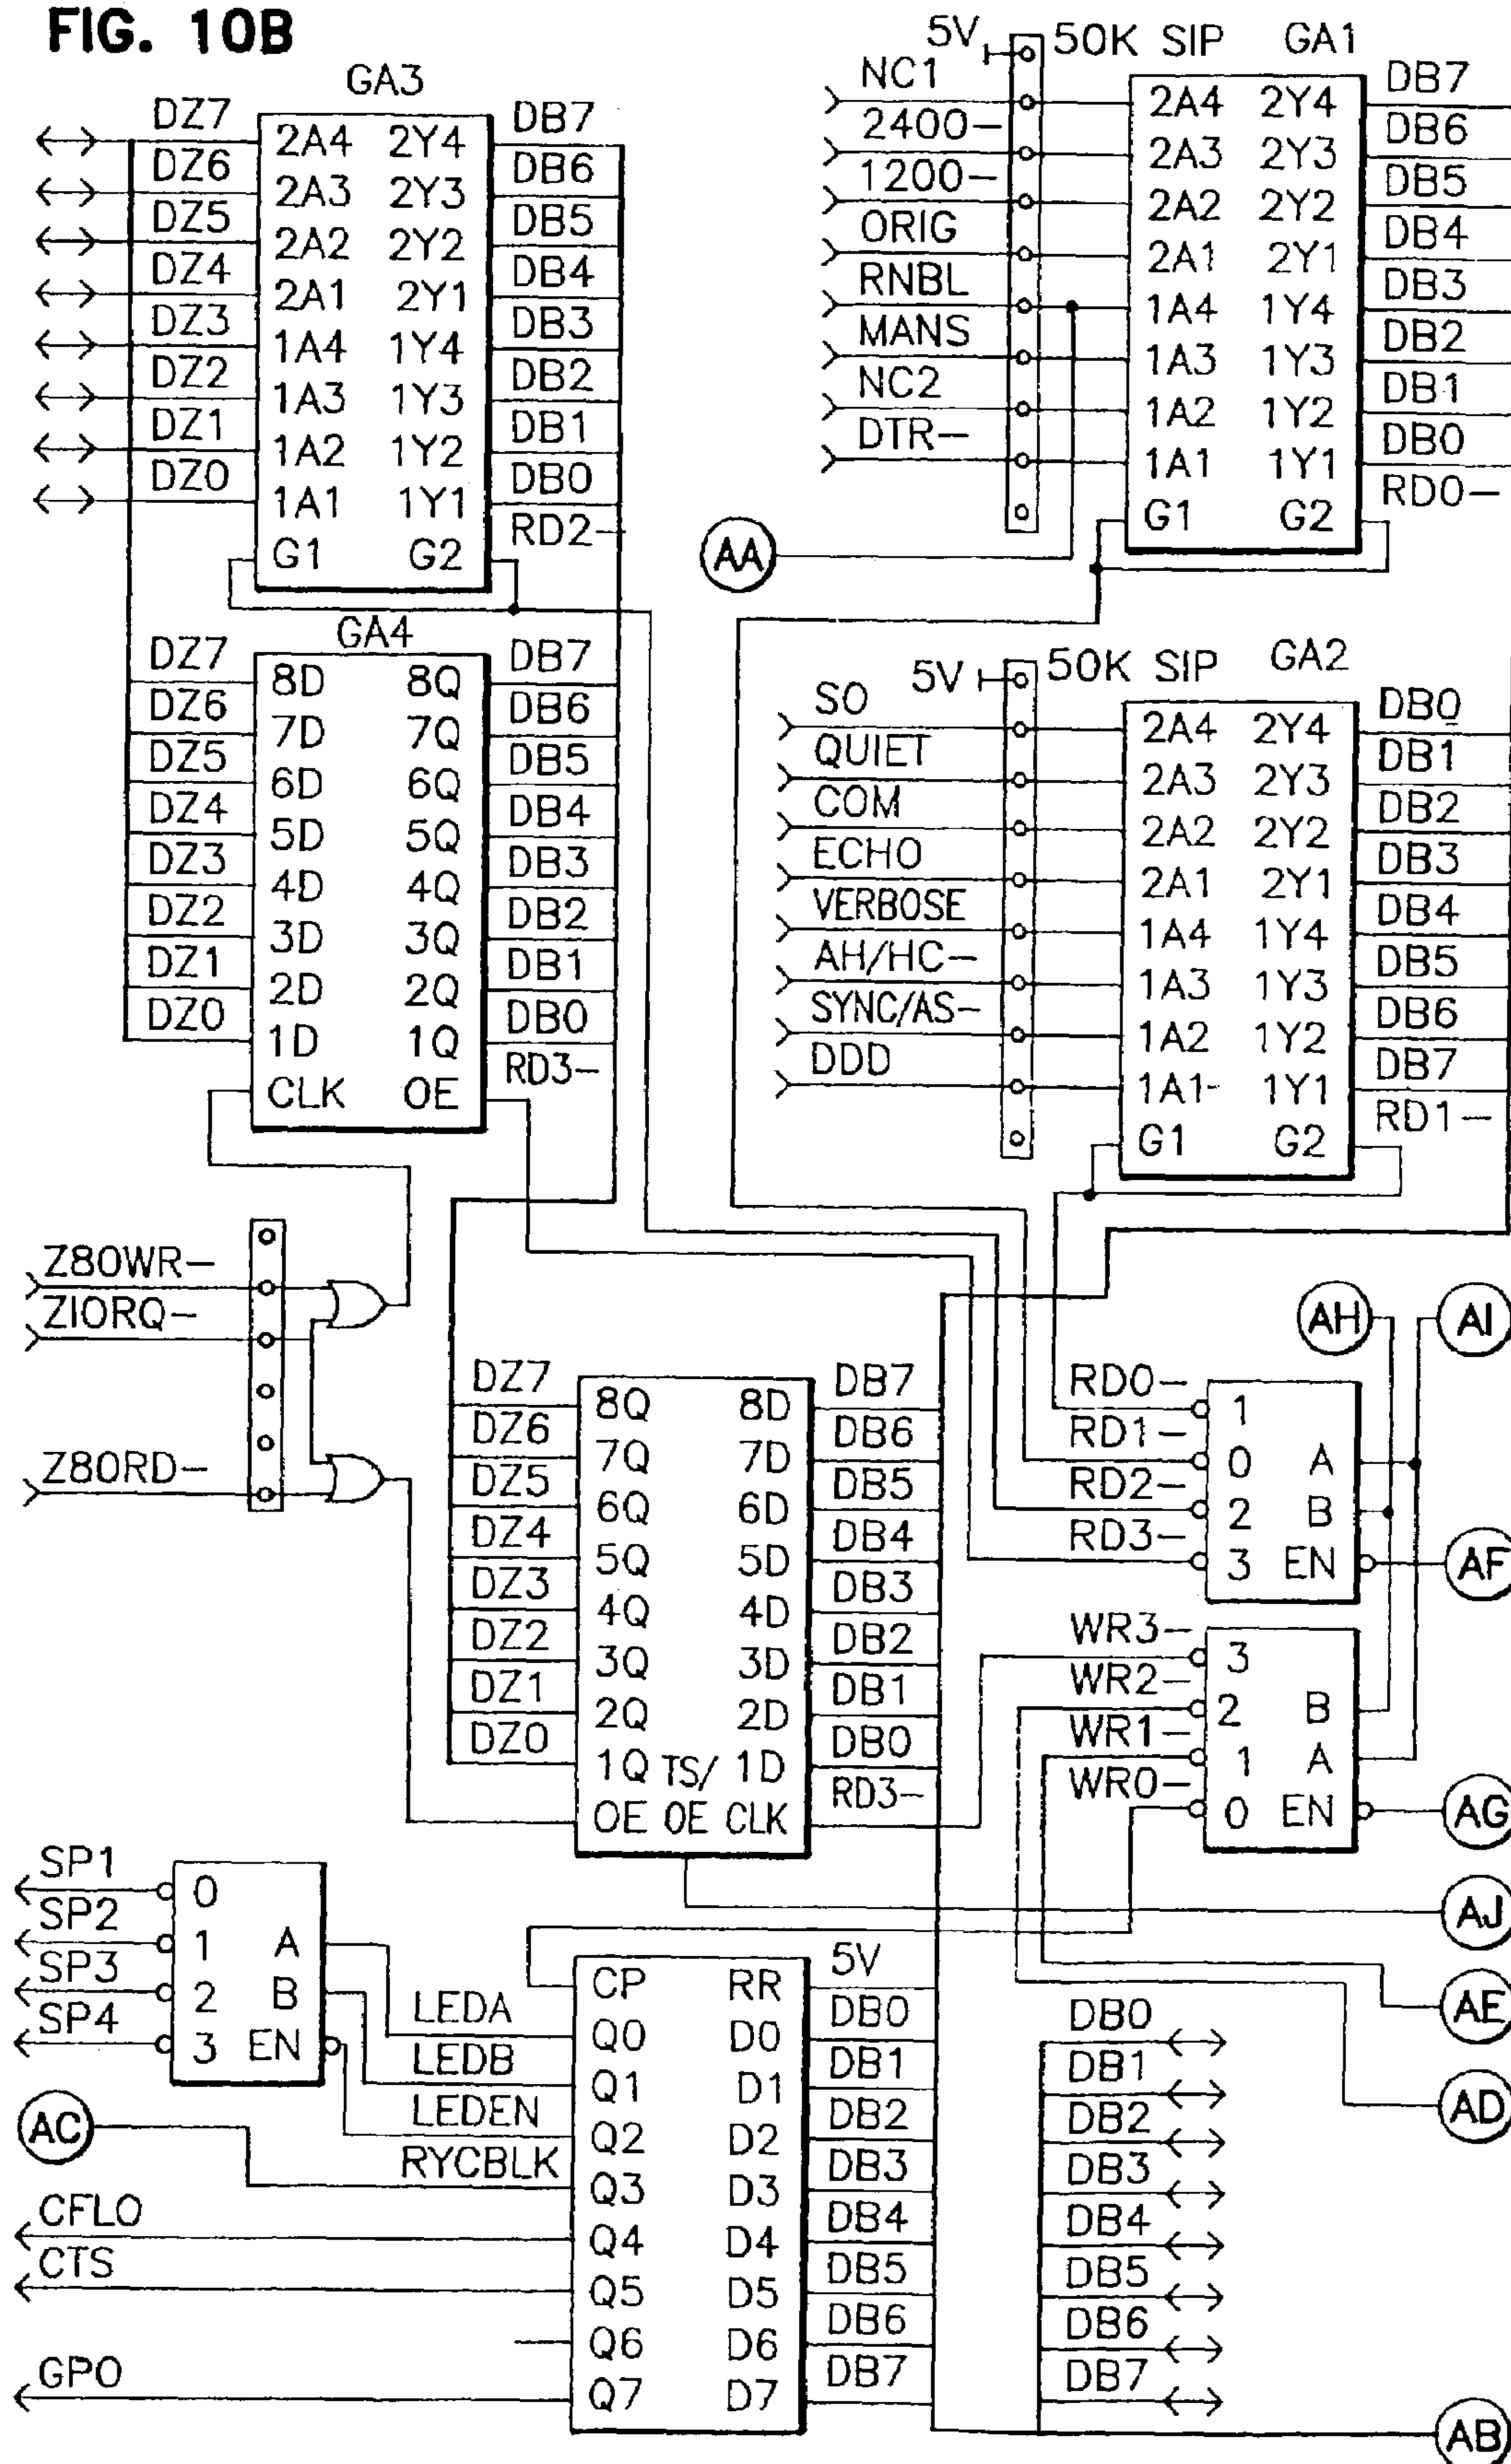 FIG. 10B
GA3
DZ7 2A4 2Y4 DB7
DZ6 2A3 2Y3 DB6
DZ5 2A2 2Y2 DB5
DZ4 2A1 2Y1 DB4
DZ3 1A4 1Y4 DB3
DZ2 1A3 1Y3 DB2
DZ1 1A2 1Y2 DB1
DZ0 1A1 1Y1 DB0
G1 G2 RD2-
5V 50K SIP GA1
NC1 2A4 2Y4 DB7
2400- 2A3 2Y3 DB6
1200- 2A2 2Y2 DB5
ORIG 2A1 2Y1 DB4
RNBL 1A4 1Y4 DB3
MANS 1A3 1Y3 DB2
NC2 1A2 1Y2 DB1
DTR- 1A1 1Y1 DB0
G1 G2 RD0-
AA
GA4
DZ7 8D 8Q DB7
DZ6 7D 7Q DB6
DZ5 6D 6Q DB5
DZ4 5D 5Q DB4
DZ3 4D 4Q DB3
DZ2 3D 3Q DB2
DZ1 2D 2Q DB1
DZ0 1D 1Q DB0
CLK OE RD3-
5V 50K SIP GA2
SO 2A4 2Y4 DB0
QUIET 2A3 2Y3 DB1
COM 2A2 2Y2 DB2
ECHO 2A1 2Y1 DB3
VERBOSE 1A4 1Y4 DB4
AH/HC- 1A3 1Y3 DB5
SYNC/AS- 1A2 1Y2 DB6
DDD 1A1- 1Y1 DB7
G1 G2 RD1-
Z80WR-
ZIORQ-
Z80RD-
DZ7 8Q 8D DB7
DZ6 7Q 7D DB6
DZ5 6Q 6D DB5
DZ4 5Q 5D DB4
DZ3 4Q 4D DB3
DZ2 3Q 3D DB2
DZ1 2Q 2D DB1
DZ0 1Q TS/ 1D DB0
OE OE CLK RD3-
AH AI
RD0- 1
RD1- 0 A
RD2- 2 B
RD3- 3 EN AF
WR3- 3
WR2- 2 B
WR1- 1 A
WR0- 0 EN AG
AJ
AE
AD
SP1 0
SP2 1 A
SP3 2 B
SP4 3 EN
AC
CP RR 5V
LEDA Q0 D0 DB0
LEDB Q1 D1 DB1
LEDEN Q2 D2 DB2
RYCBLK Q3 D3 DB3
CFLO Q4 D4 DB4
CTS Q5 D5 DB5
Q6 D6 DB6
GPO Q7 D7 DB7
DB0
DB1
DB2
DB3
DB4
DB5
DB6
DB7
AB